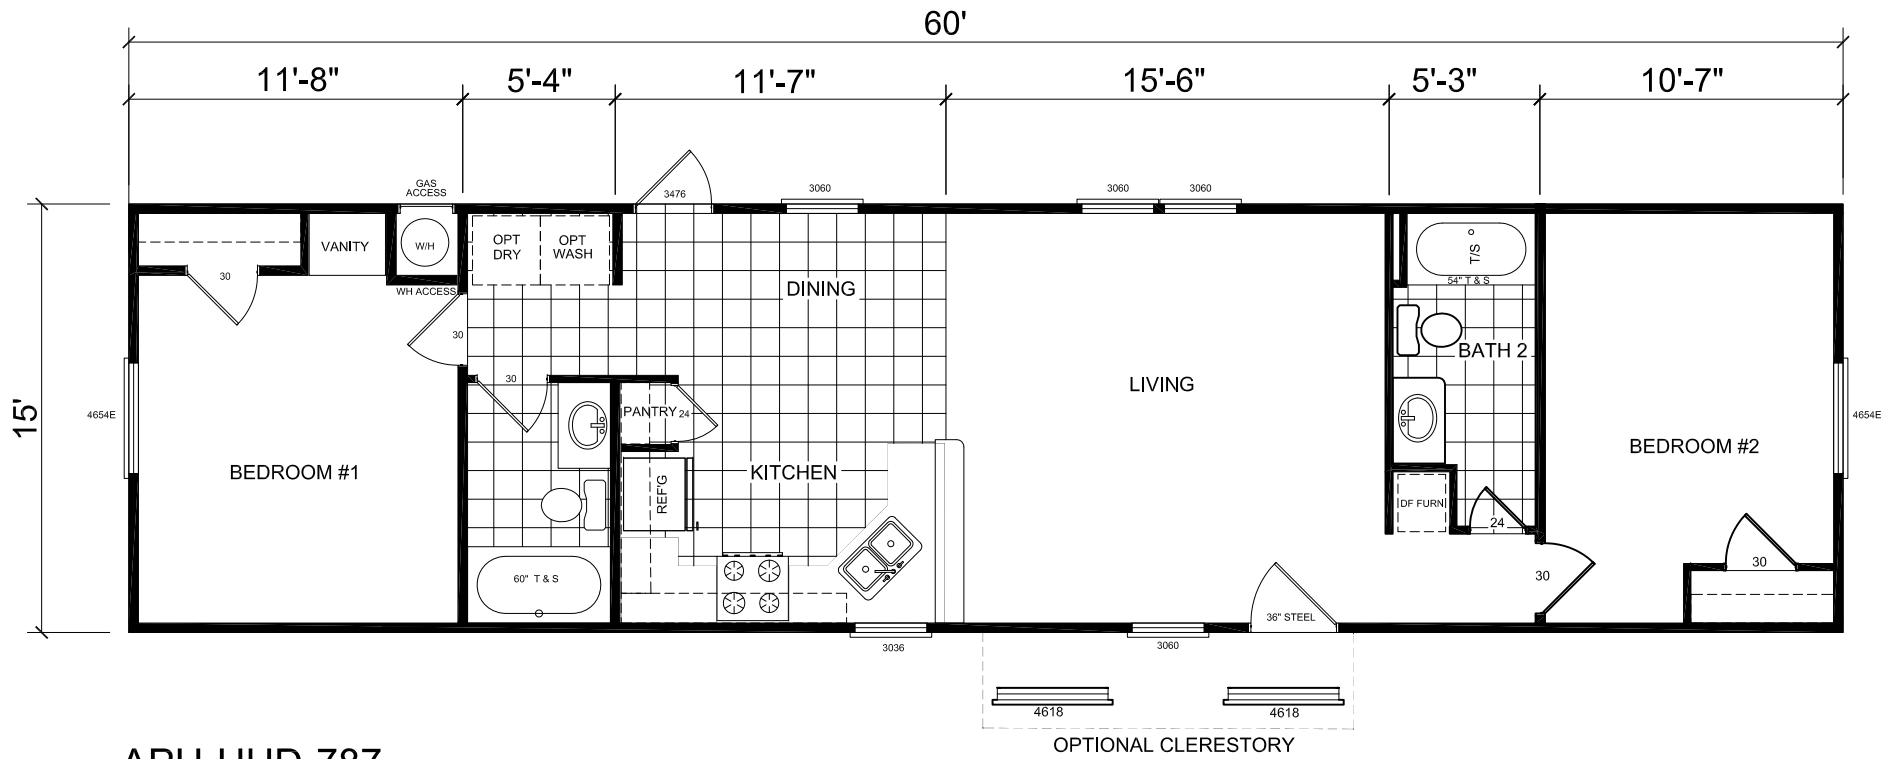 60'
11'-8" 5'-4" 11'-7" 15'-6" 5'-3" 10'-7"
15'
GAS
ACCESS
3476
3060
3060 3060
VANITY
W/H
WH ACCESS
30
30
OPT
DRY
OPT
WASH
DINING
T/S
54" T & S
BATH 2
LIVING
30
PANTRY 24
4654E
4654E
BEDROOM #1
KITCHEN
REF'G
BEDROOM #2
DF FURN
24
30
30
60" T & S
36" STEEL
3036
3060
4618
4618
OPTIONAL CLERESTORY